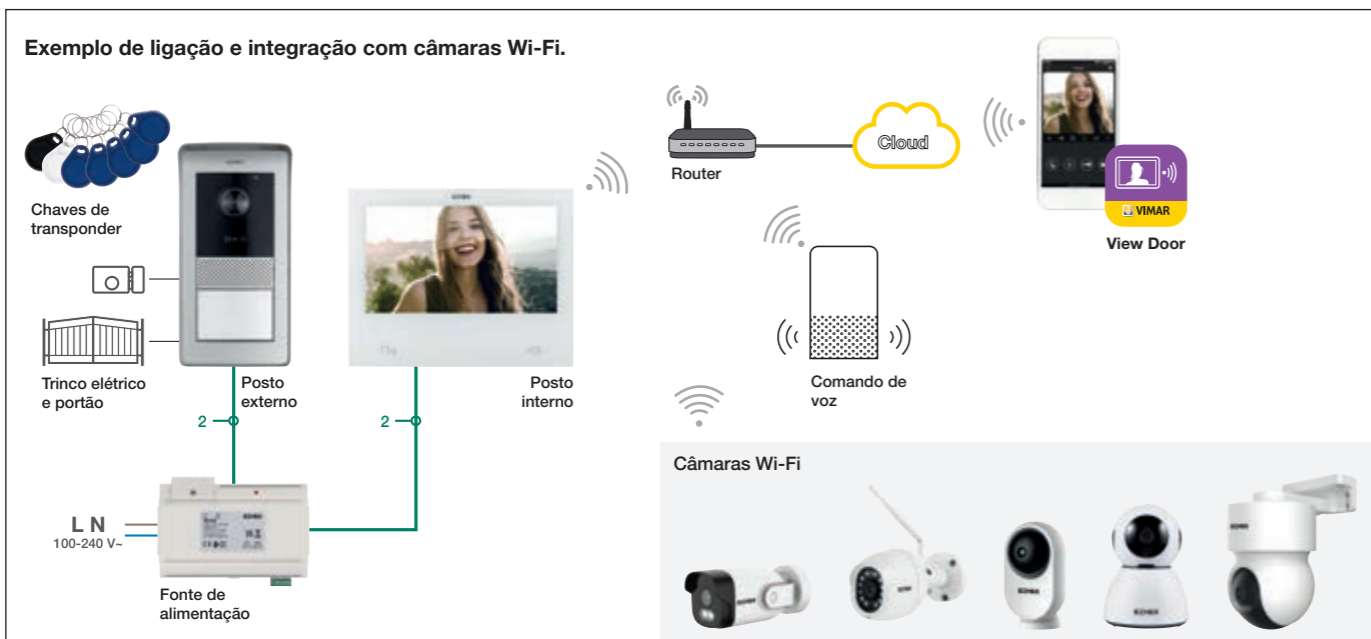 Exemplo de ligação e integração com câmaras Wi-Fi.
Chaves de
transponder
Trinco elétrico
e portão
Posto
externo
Posto
interno
2
2
L N
100-240 V~
Fonte de
alimentação
Router
Cloud
VIMAR
View Door
Comando de
voz
Câmaras Wi-Fi